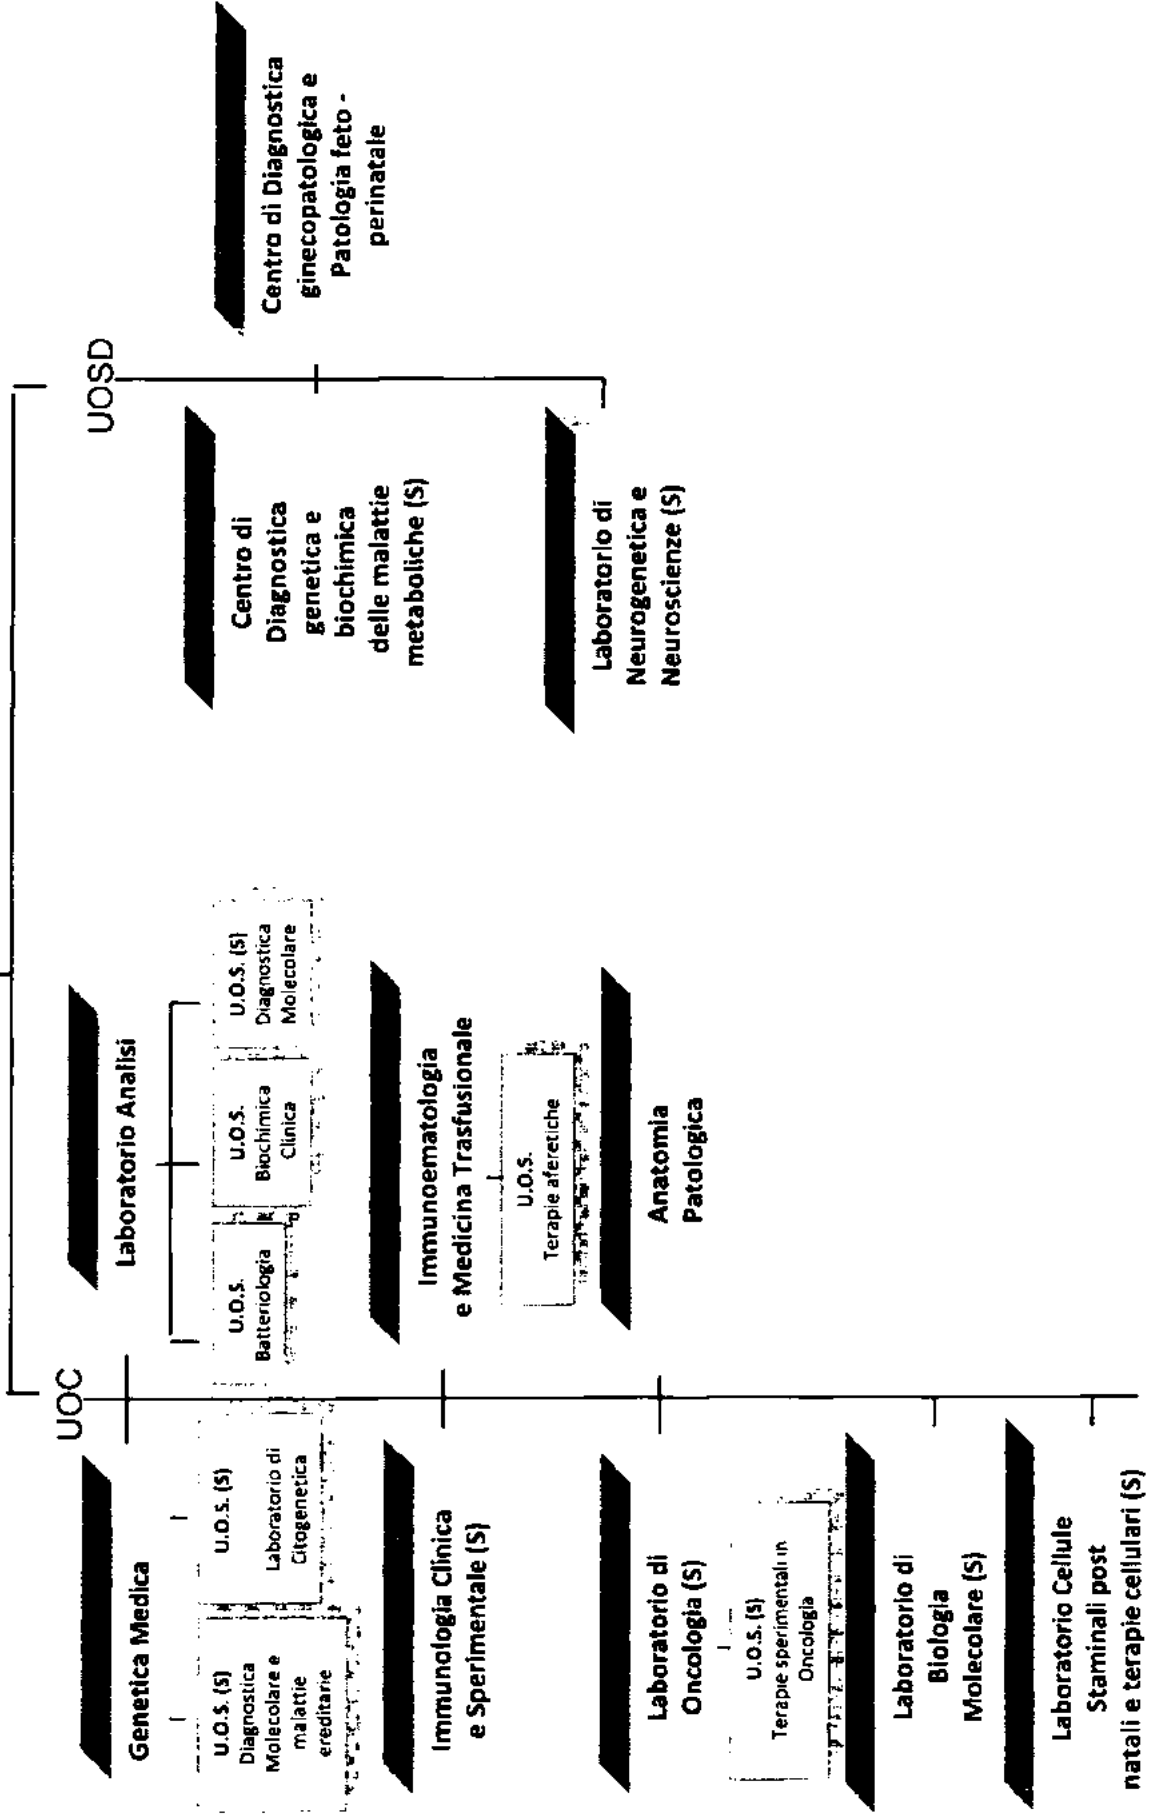 UOC
UOSD
Genetica Medica
U.O.S. (S)
Diagnostica
Molecolare e
malattie
ereditarie
U.O.S. (S)
Laboratorio di
Citogenetica
Laboratorio Analisi
U.O.S.
Batteriologia
U.O.S.
Biochimica
Clinica
U.O.S. (S)
Diagnostica
Molecolare
Immunologia Clinica
e Sperimentale (S)
Immunoematologia
e Medicina Trasfusionale
U.O.S.
Terapie aferetiche
Laboratorio di
Oncologia (S)
U.O.S. (S)
Terapie sperimentali in
Oncologia
Anatomia
Patologica
Laboratorio di
Biologia
Molecolare (S)
Laboratorio Cellule
Staminali post
natali e terapie cellulari (S)
Centro di
Diagnostica
genetica e
biochimica
delle malattie
metaboliche (S)
Centro di Diagnostica
ginecopatologica e
Patologia feto -
perinatale
Laboratorio di
Neurogenetica e
Neuroscienze (S)